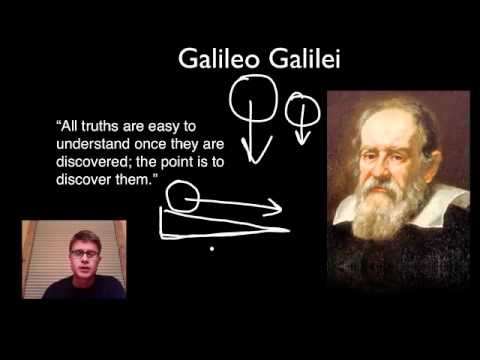 Galileo Galilei
“All truths are easy to
understand once they are
discovered; the point is to
discover them.”